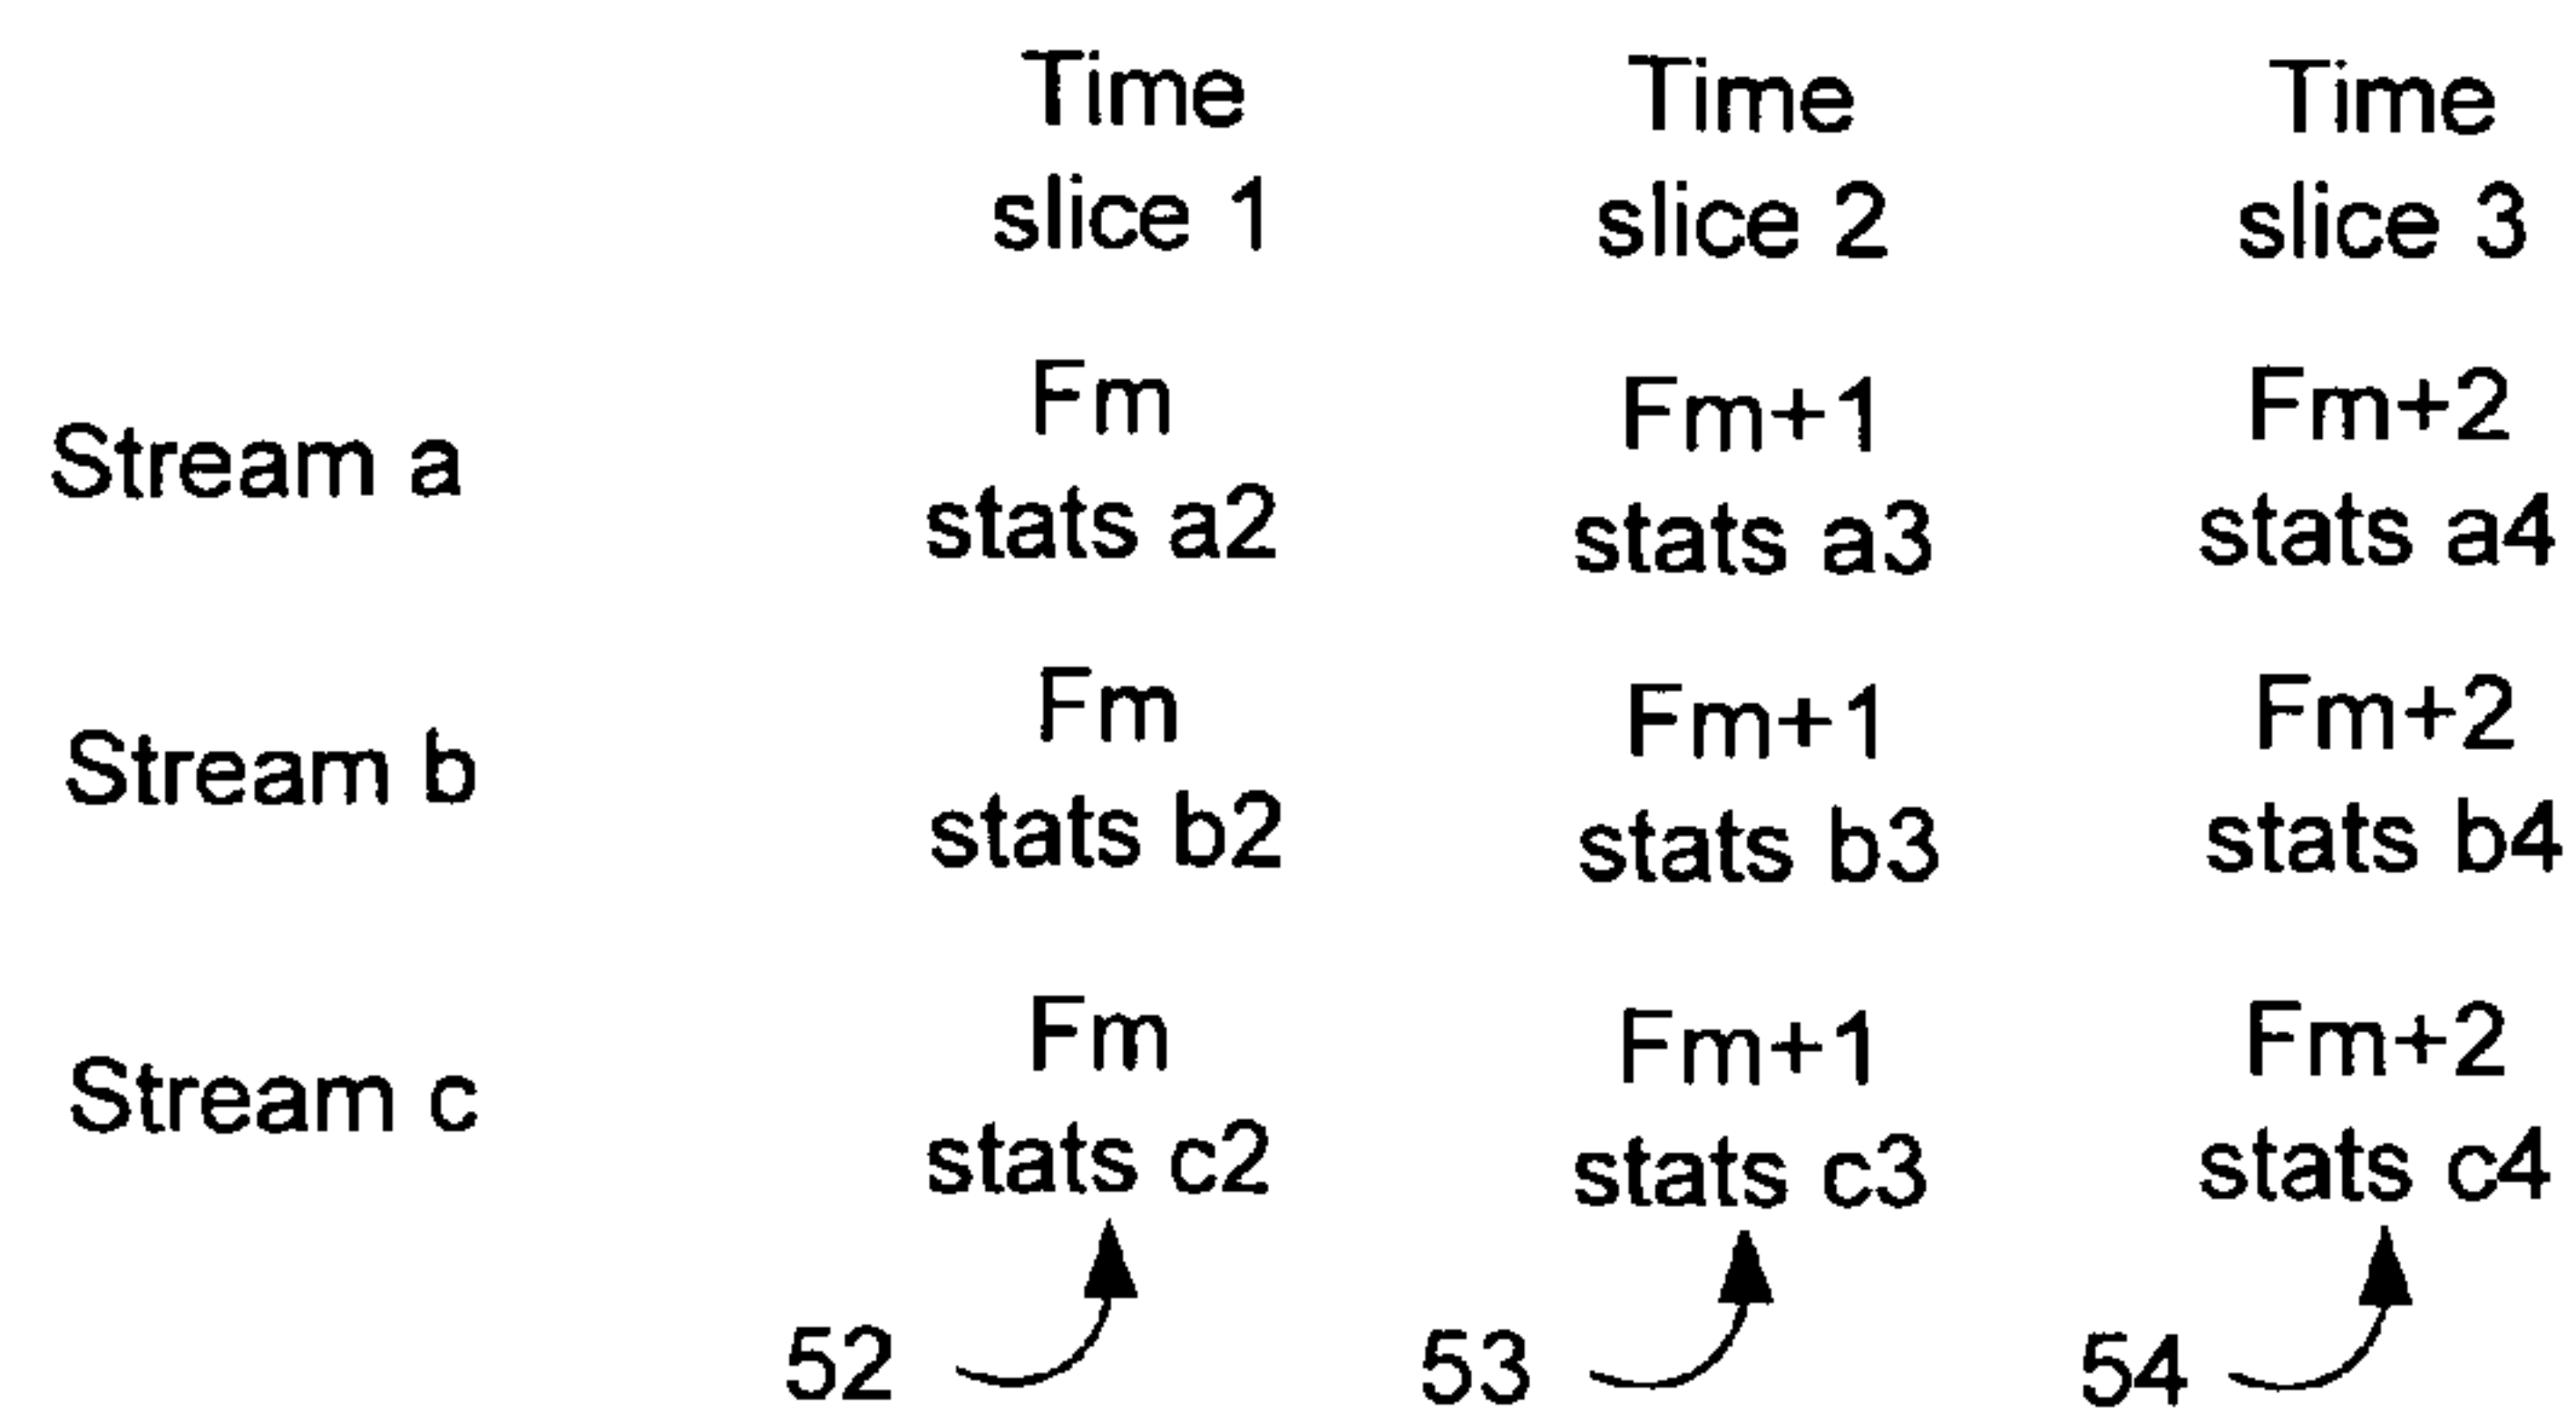 Time Time Time
slice 1 slice 2 slice 3
Fm Fm+1 Fm+2
Stream a
stats a2 stats a3 stats a4
Fm Fm+1 Fm+2
Stream b
stats b2 stats b3 stats b4
Fm Fm+1 Fm+2
Stream c
stats c2 stats c3 stats c4
52 53 54